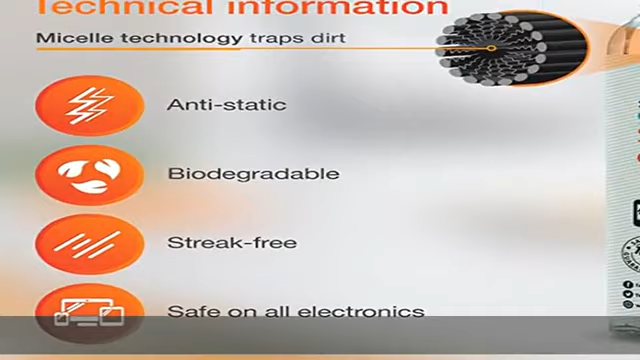 Technical information
Micelle technology traps dirt
Anti-static
Biodegradable
Streak-free
Safe on all electronics